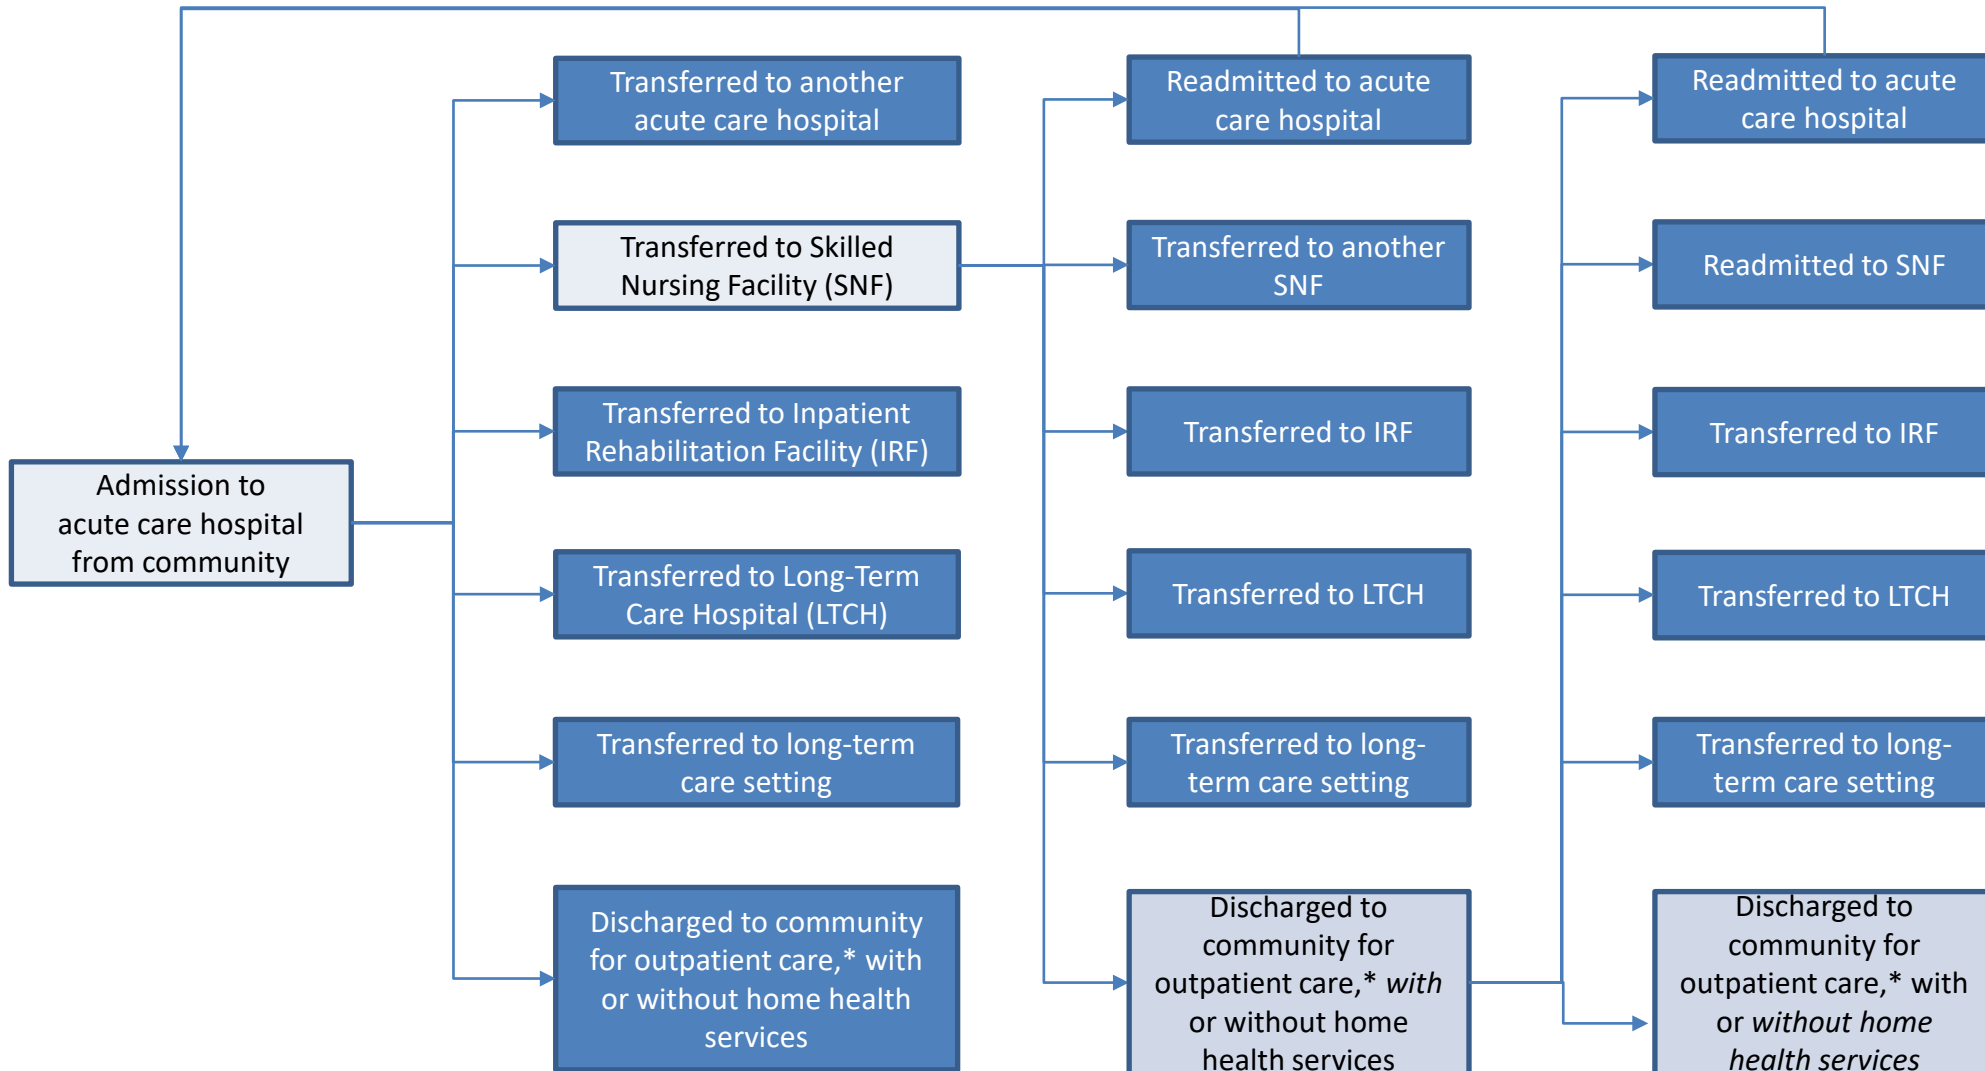 Admission to
acute care hospital
from community
Transferred to another
acute care hospital
Transferred to Skilled
Nursing Facility (SNF)
Transferred to Inpatient
Rehabilitation Facility (IRF)
Transferred to Long-Term
Care Hospital (LTCH)
Transferred to long-term
care setting
Discharged to community
for outpatient care,* with
or without home health
services
Readmitted to acute
care hospital
Transferred to another
SNF
Transferred to IRF
Transferred to LTCH
Transferred to long-
term care setting
Discharged to
community for
outpatient care,* with
or without home
health services
Readmitted to acute
care hospital
Readmitted to SNF
Transferred to IRF
Transferred to LTCH
Transferred to long-
term care setting
Discharged to
community for
outpatient care,* with
or without home
health services